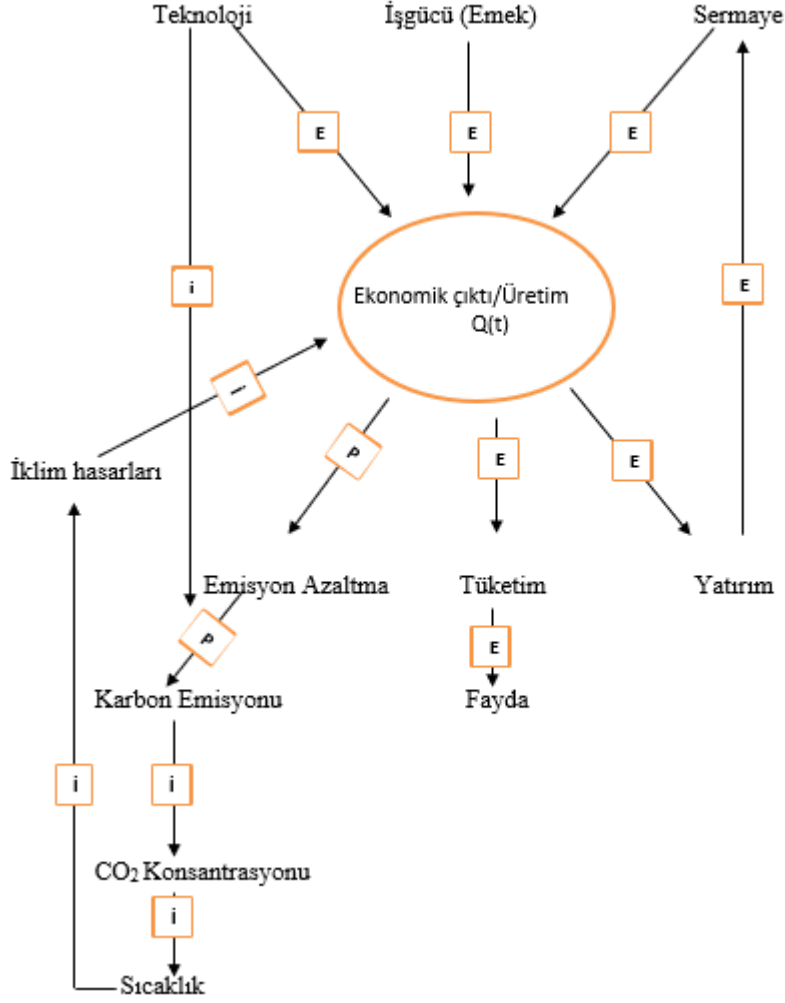 Teknoloji İşgücü (Emek) Sermaye
E E E
i E
Ekonomik çıktı/Üretim
Q(t)
I
P E E
İklim hasarları
Emisyon Azaltma Tüketim Yatırım
P E
Karbon Emisyonu Fayda
i i
CO₂ Konsantrasyonu
i
Sıcaklık